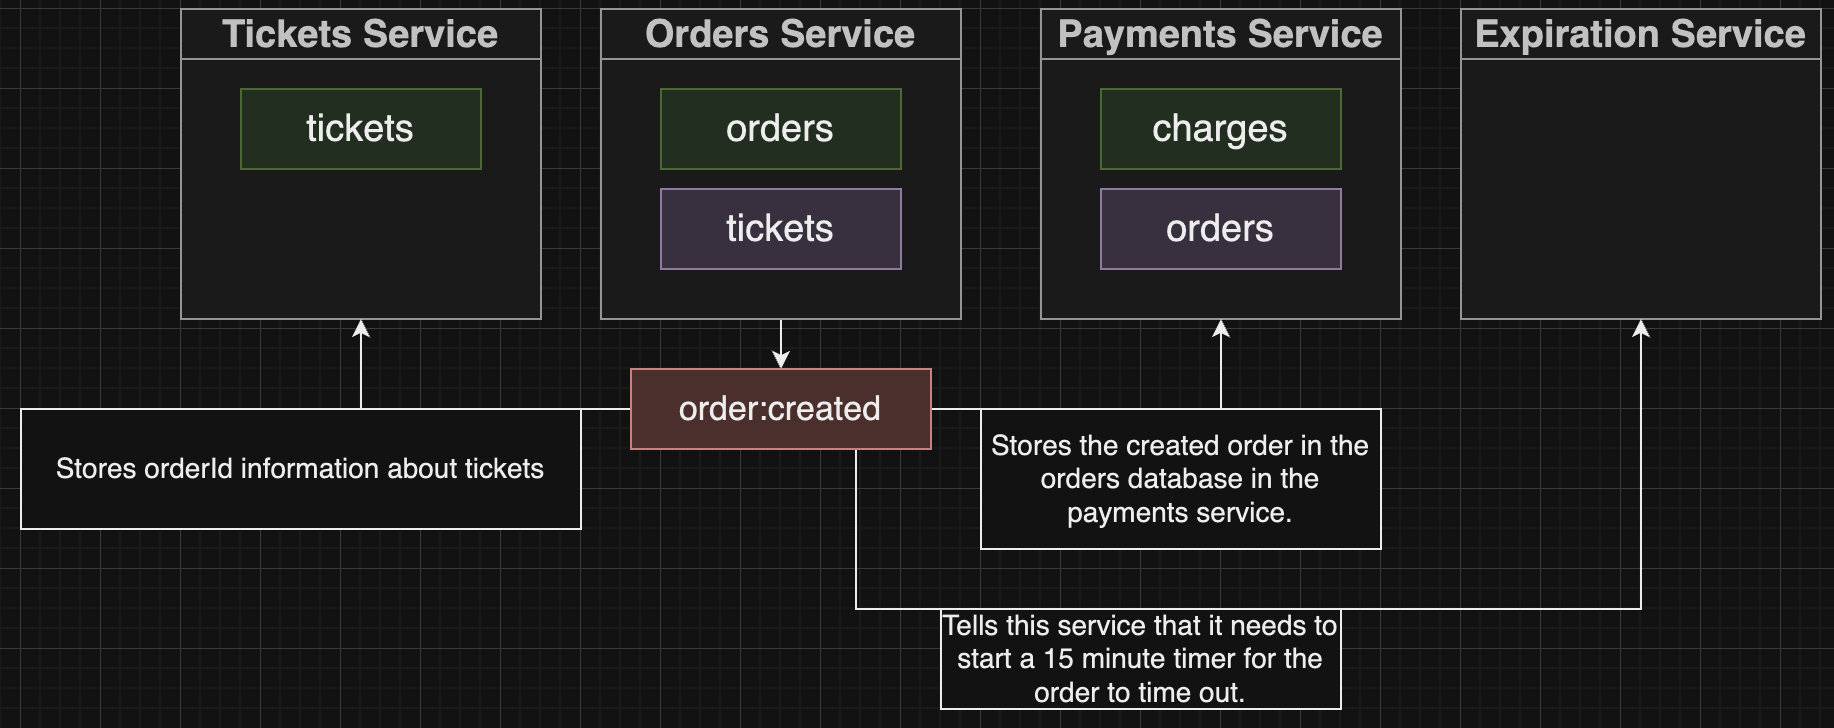 Tickets Service
Orders Service
Payments Service
Expiration Service
tickets
orders
charges
tickets
orders
order:created
Stores orderId information about tickets
Stores the created order in the
orders database in the
payments service.
Tells this service that it needs to
start a 15 minute timer for the
order to time out.